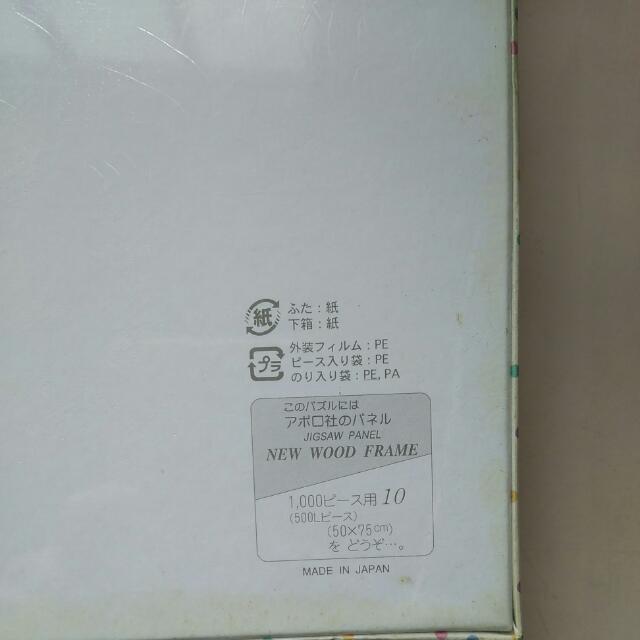 紙
ふた：紙
下箱：紙
プラ
外装フィルム：PE
ピース入り袋：PE
のり入り袋：PE, PA
このパズルには
アポロ社のパネル
JIGSAW PANEL
NEW WOOD FRAME
1,000ピース用 10
(500Lピース)
(50×75cm)
を どうぞ…。
MADE IN JAPAN